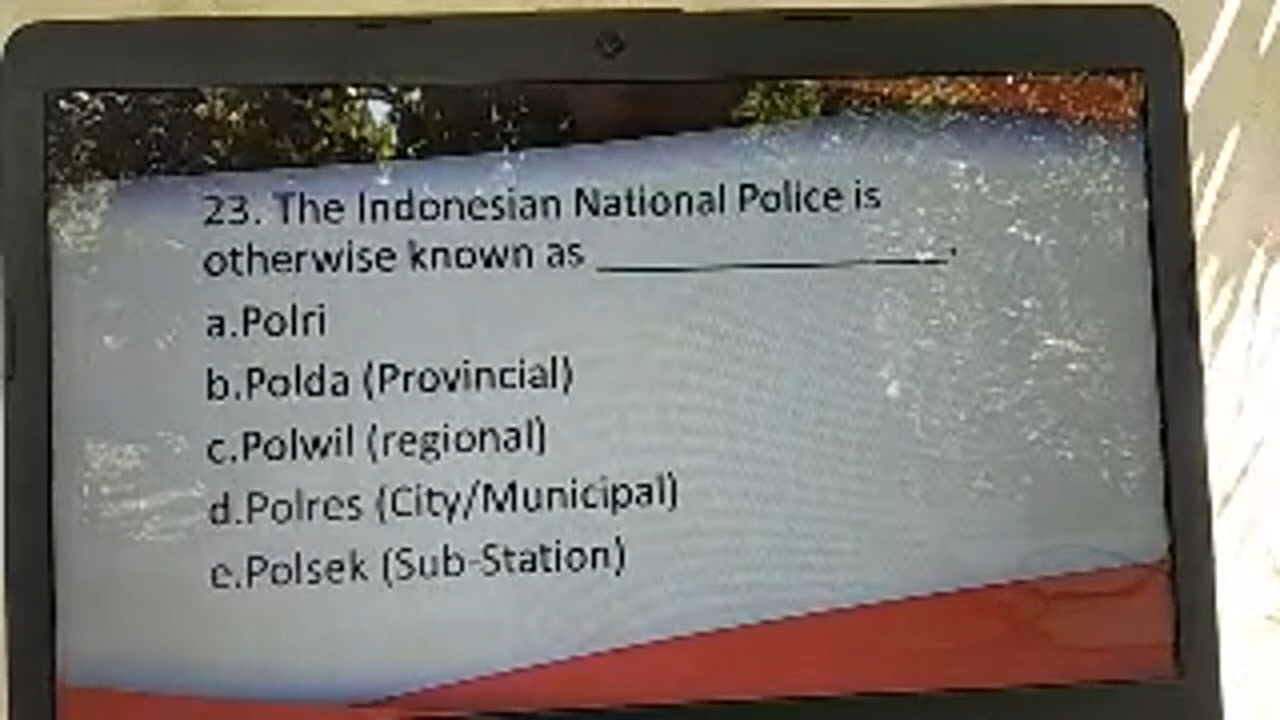 23. The Indonesian National Police is
otherwise known as ____________________.
a.Polri
b.Polda (Provincial)
c.Polwil (regional)
d.Polres (City/Municipal)
e.Polsek (Sub-Station)